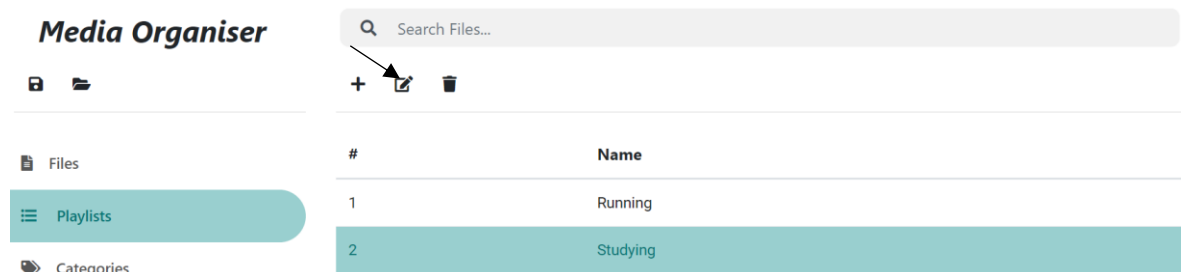 Media Organiser
Search Files...
Files
Playlists
Categories
# Name
1 Running
2 Studying